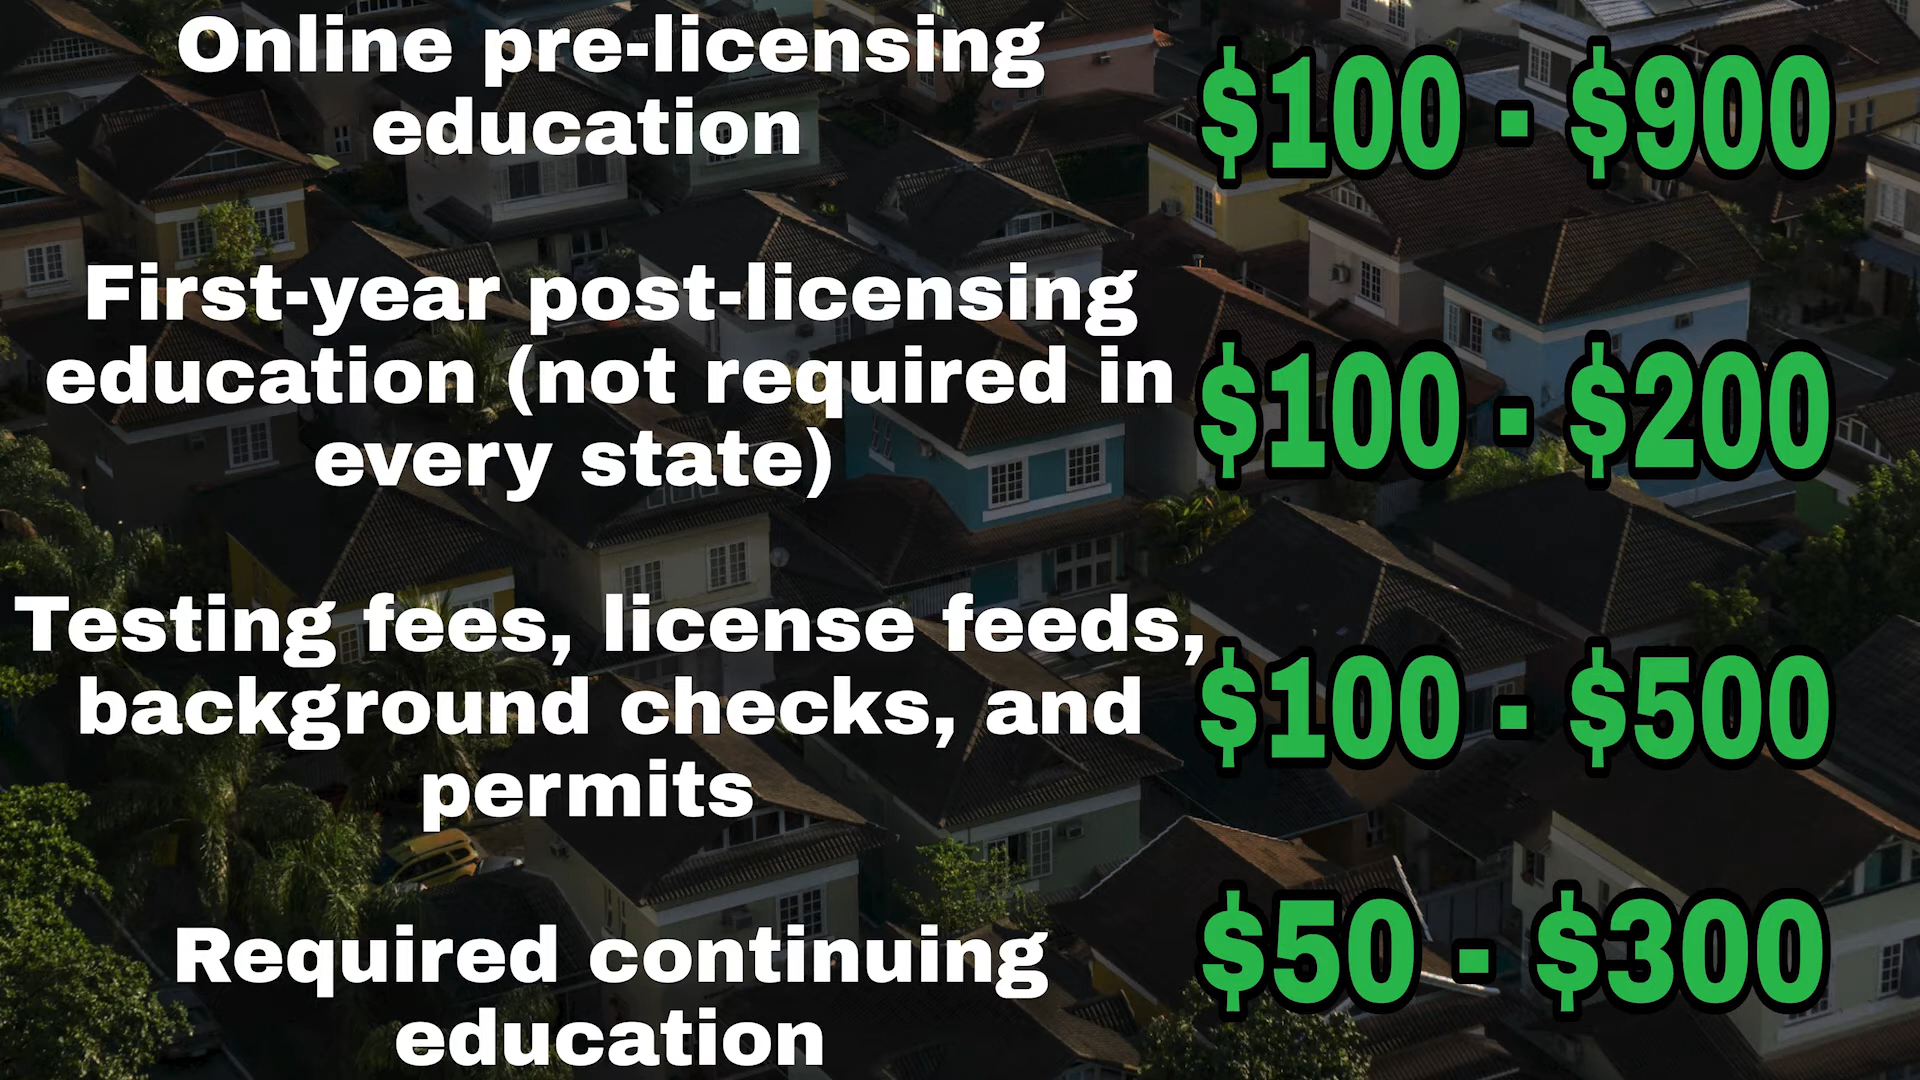 Online pre-licensing
education
$100 - $900
First-year post-licensing
education (not required in
every state)
$100 - $200
Testing fees, license feeds,
background checks, and
permits
$100 - $500
Required continuing
education
$50 - $300